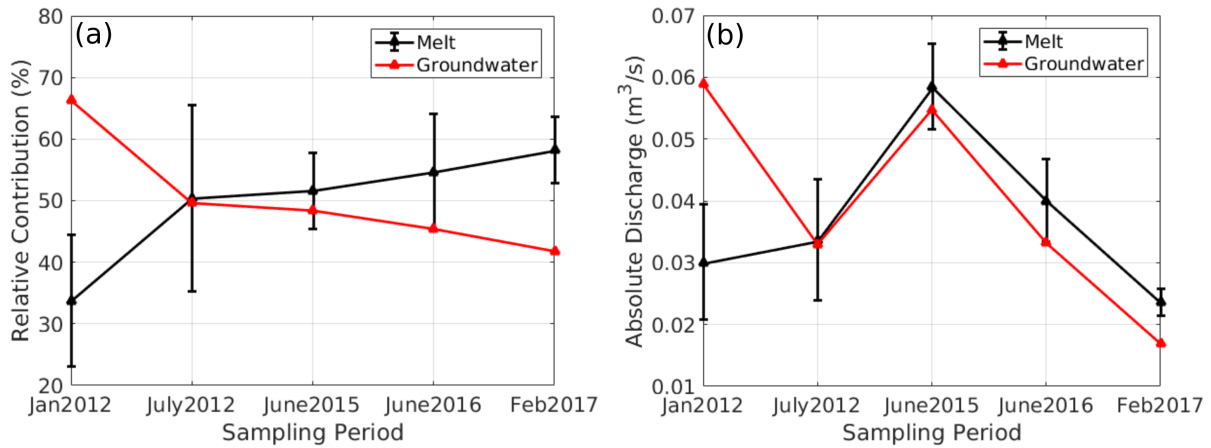 (a)
Melt
Groundwater
Relative Contribution (%)
80
70
60
50
40
30
20
Jan2012 July2012 June2015 June2016 Feb2017
Sampling Period
(b)
Melt
Groundwater
Absolute Discharge (m³/s)
0.07
0.06
0.05
0.04
0.03
0.02
0.01
Jan2012 July2012 June2015 June2016 Feb2017
Sampling Period